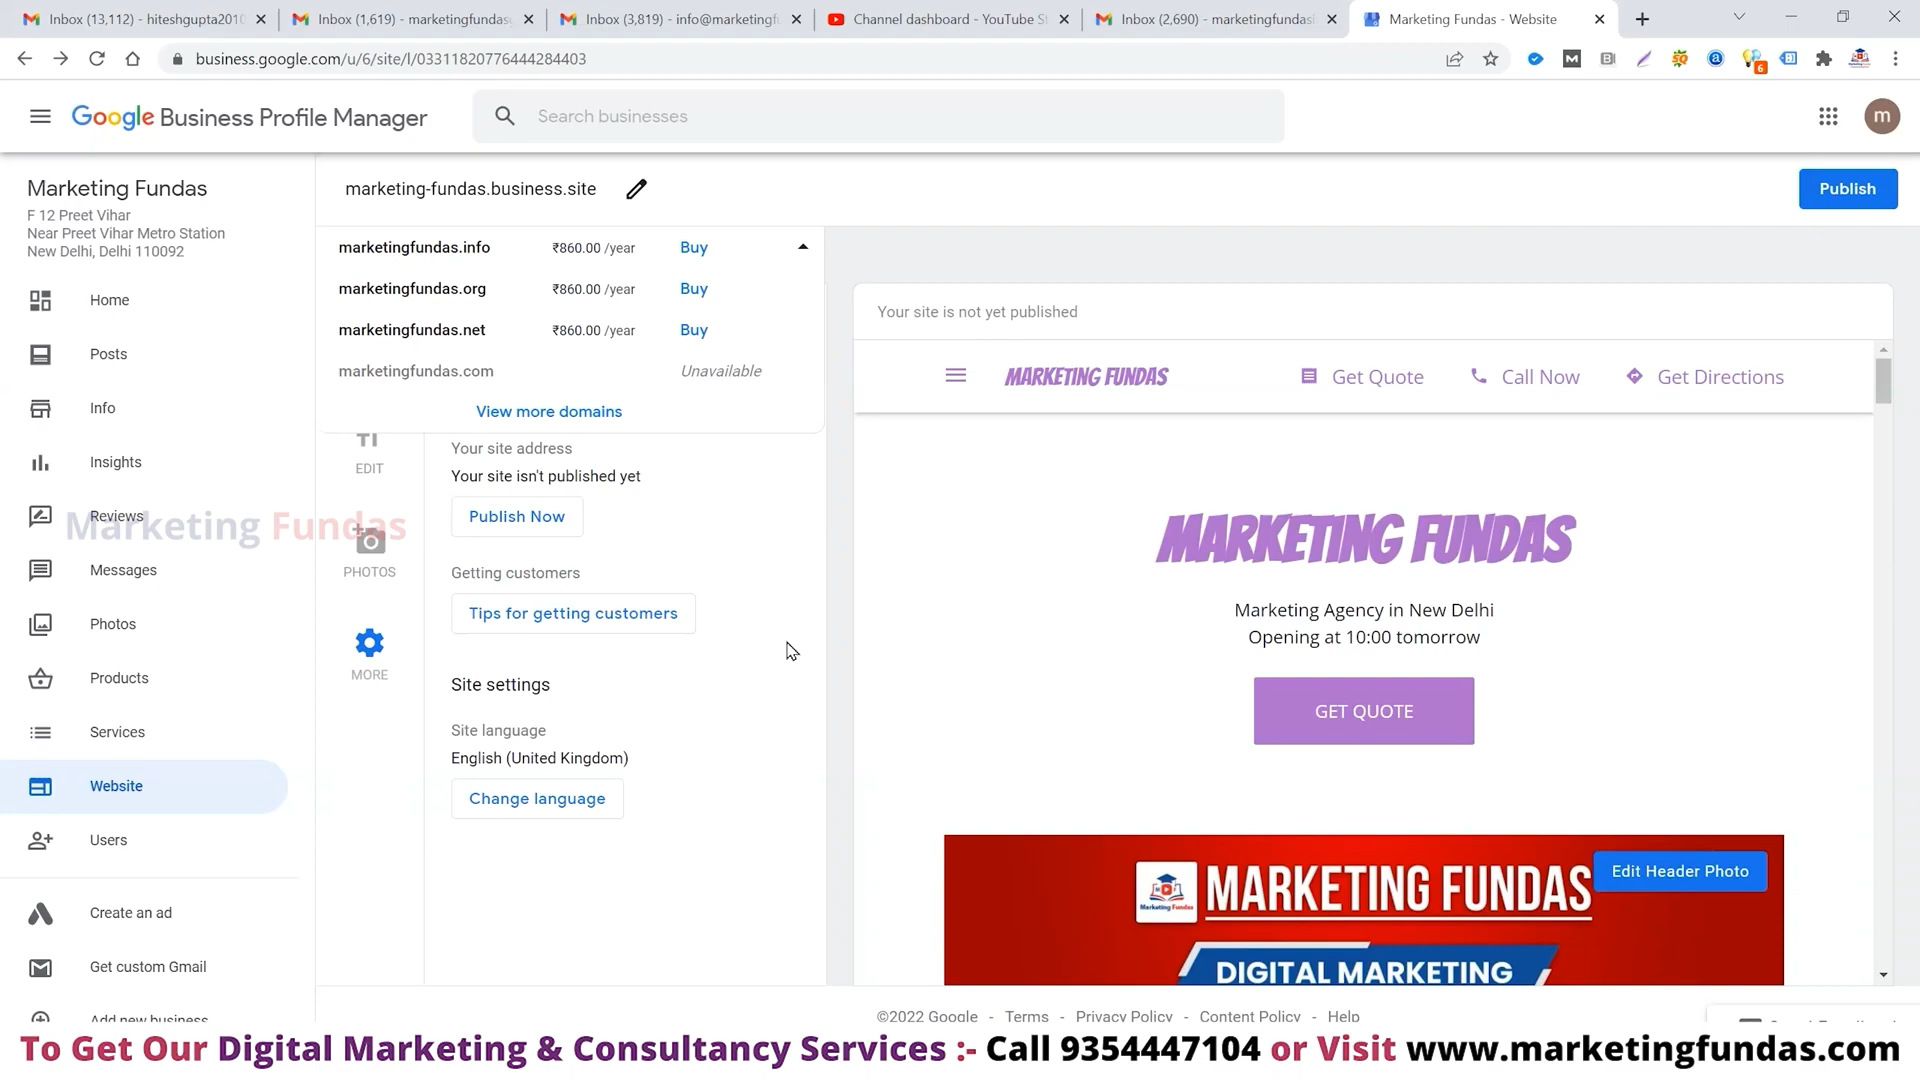 Inbox (13,112) - hiteshgupta2010
Inbox (1,619) - marketingfundas
Inbox (3,819) - info@marketingf
Channel dashboard - YouTube S
Inbox (2,690) - marketingfundasi
Marketing Fundas - Website
business.google.com/u/6/site/l/03311820776444284403
6
Google Business Profile Manager
Search businesses
m
Marketing Fundas
F 12 Preet Vihar
Near Preet Vihar Metro Station
New Delhi, Delhi 110092
Home
Posts
Info
Insights
Reviews
Messages
Photos
Products
Services
Website
Users
Create an ad
Get custom Gmail
Add new business
Marketing Fundas
marketing-fundas.business.site
Publish
marketingfundas.info ₹860.00 /year Buy
marketingfundas.org ₹860.00 /year Buy
marketingfundas.net ₹860.00 /year Buy
marketingfundas.com Unavailable
View more domains
EDIT
PHOTOS
MORE
Your site address
Your site isn't published yet
Publish Now
Getting customers
Tips for getting customers
Site settings
Site language
English (United Kingdom)
Change language
Your site is not yet published
MARKETING FUNDAS
Get Quote
Call Now
Get Directions
MARKETING FUNDAS
Marketing Agency in New Delhi
Opening at 10:00 tomorrow
GET QUOTE
Marketing Fundas
MARKETING FUNDAS
Edit Header Photo
DIGITAL MARKETING
©2022 Google - Terms - Privacy Policy - Content Policy - Help
To Get Our Digital Marketing & Consultancy Services :- Call 9354447104 or Visit www.marketingfundas.com